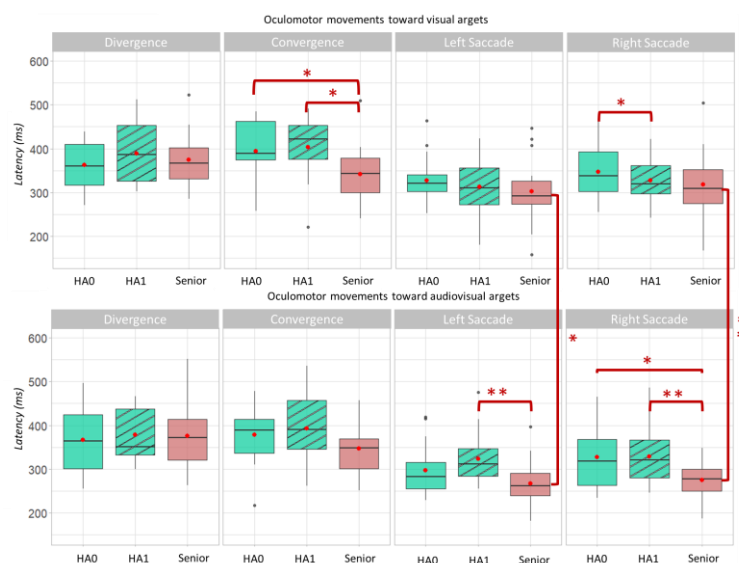 Oculomotor movements toward visual argets
Divergence Convergence Left Saccade Right Saccade
600
500
400
300
200
Latency (ms)
* * *
HA0 HA1 Senior HA0 HA1 Senior HA0 HA1 Senior HA0 HA1 Senior
Oculomotor movements toward audiovisual argets
Divergence Convergence Left Saccade Right Saccade
600
500
400
300
200
Latency (ms)
* * *
** * **
HA0 HA1 Senior HA0 HA1 Senior HA0 HA1 Senior HA0 HA1 Senior